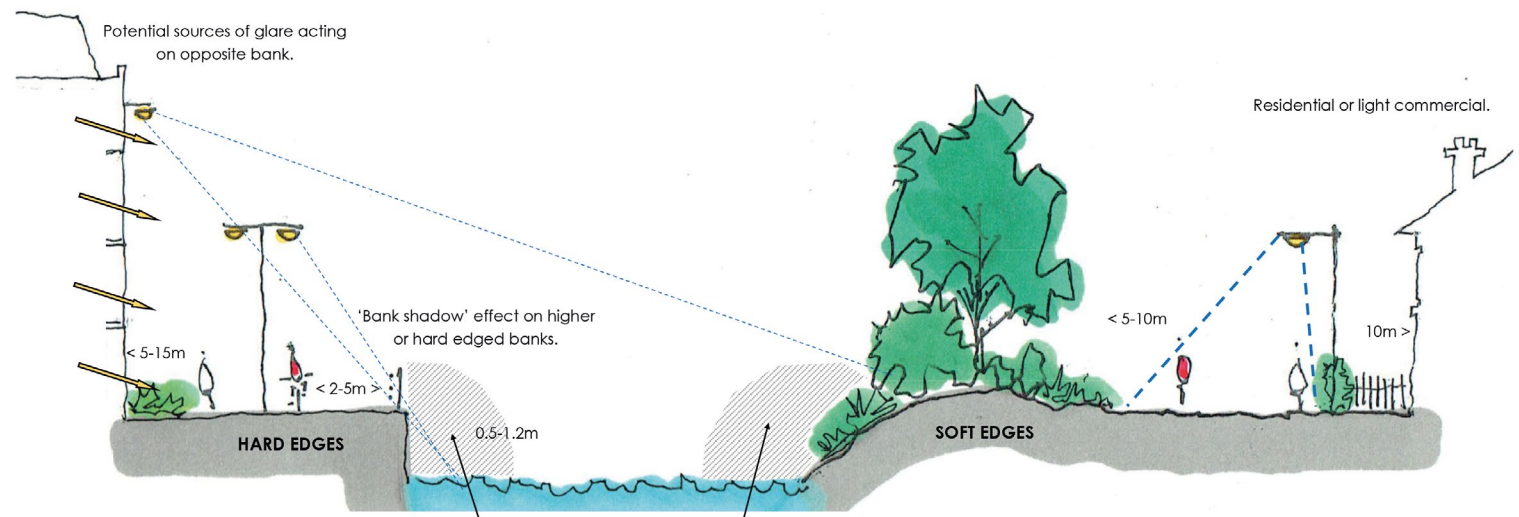 Potential sources of glare acting
on opposite bank.
Residential or light commercial.
'Bank shadow' effect on higher
or hard edged banks.
< 5-10m
10m >
< 5-15m
< 2-5m >
0.5-1.2m
HARD EDGES
SOFT EDGES